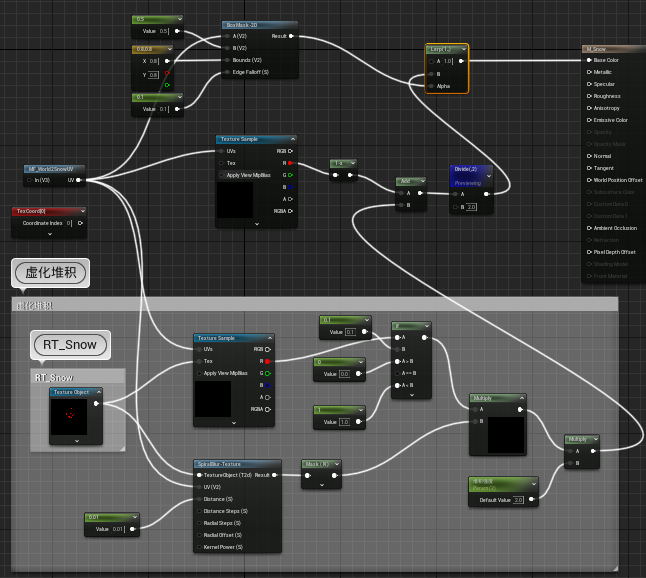 0.5
Value 0.5
0.8,0.8
X 0.8
Y 0.8
0.1
Value 0.1
BoxMask-2D
A (V2)
B (V2)
Bounds (V2)
Edge Falloff (S)
Result
Lerp(1,)
A 1.0
B
Alpha
M_Snow
Base Color
Metallic
Specular
Roughness
Anisotropy
Emissive Color
Opacity
Opacity Mask
Normal
Tangent
World Position Offset
Subsurface Color
Custom Data 0
Custom Data 1
Ambient Occlusion
Refraction
Pixel Depth Offset
Shading Model
Front Material
MF_World2SnowUV
In (V3)
UV
TexCoord[0]
Coordinate Index 0
Texture Sample
UVs
Tex
Apply View MipBias
RGB
R
G
B
A
RGBA
1-x
Add
A
B
Divide(,2)
Previewing
A
B 2.0
虚化堆积
虚化堆积
RT_Snow
RT_Snow
Texture Object
Texture Sample
UVs
Tex
Apply View MipBias
RGB
R
G
B
A
RGBA
0.1
Value 0.1
0
Value 0.0
1
Value 1.0
If
A
B
A > B
A == B
A < B
Multiply
A
B
Multiply
A
B
SpiralBlur-Texture
TextureObject (T2d)
UV (V2)
Distance (S)
Distance Steps (S)
Radial Steps (S)
Radial Offset (S)
Kernel Power (S)
Result
Mask ( R )
0.01
Value 0.01
Param (2)
Default Value 2.0